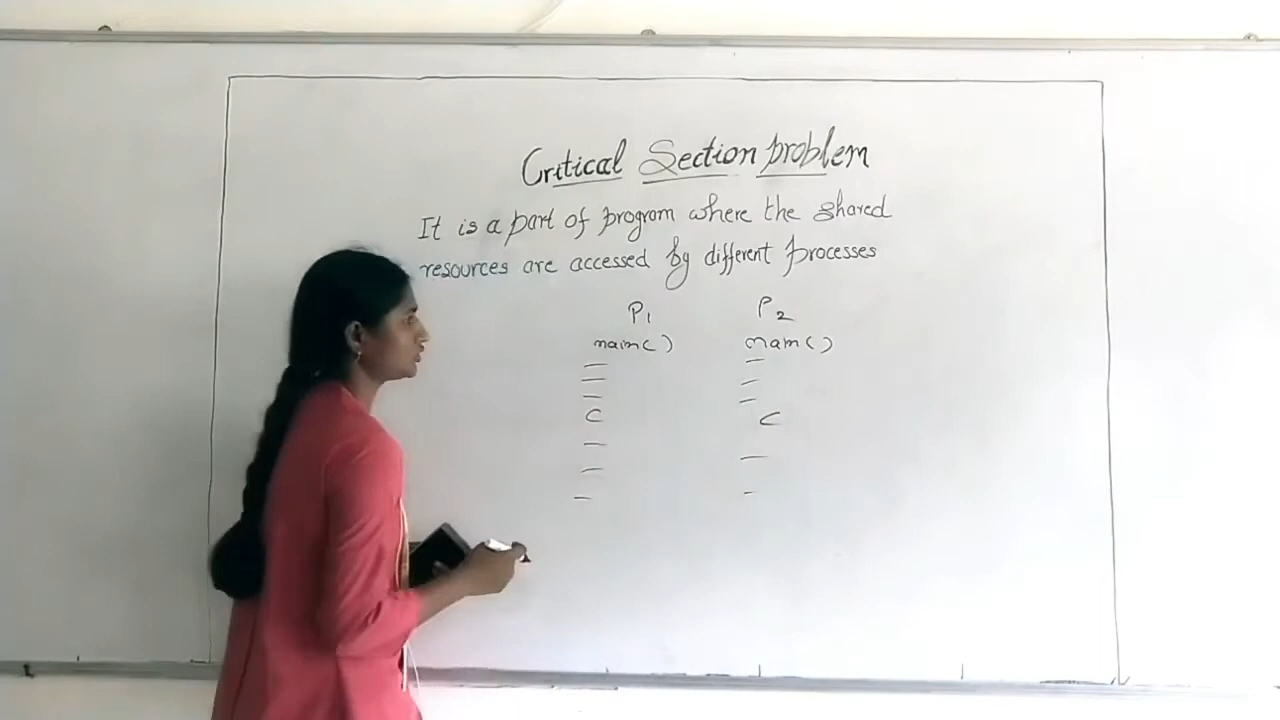 Critical Section problem
It is a part of program where the shared
resources are accessed by different processes
P1 P2
main() main()
C C